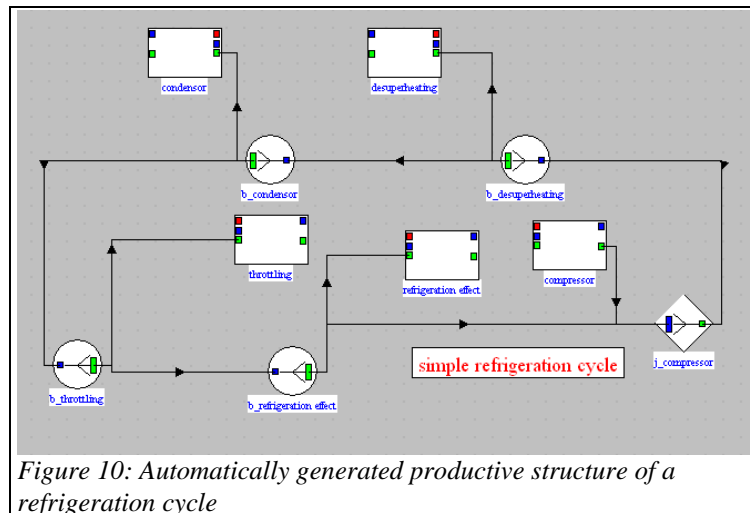 condensor
desuperheating
b_condensor
b_desuperheating
throttling
refrigeration effect
compressor
simple refrigeration cycle
j_compressor
b_throttling
b_refrigeration effect
Figure 10: Automatically generated productive structure of a
refrigeration cycle